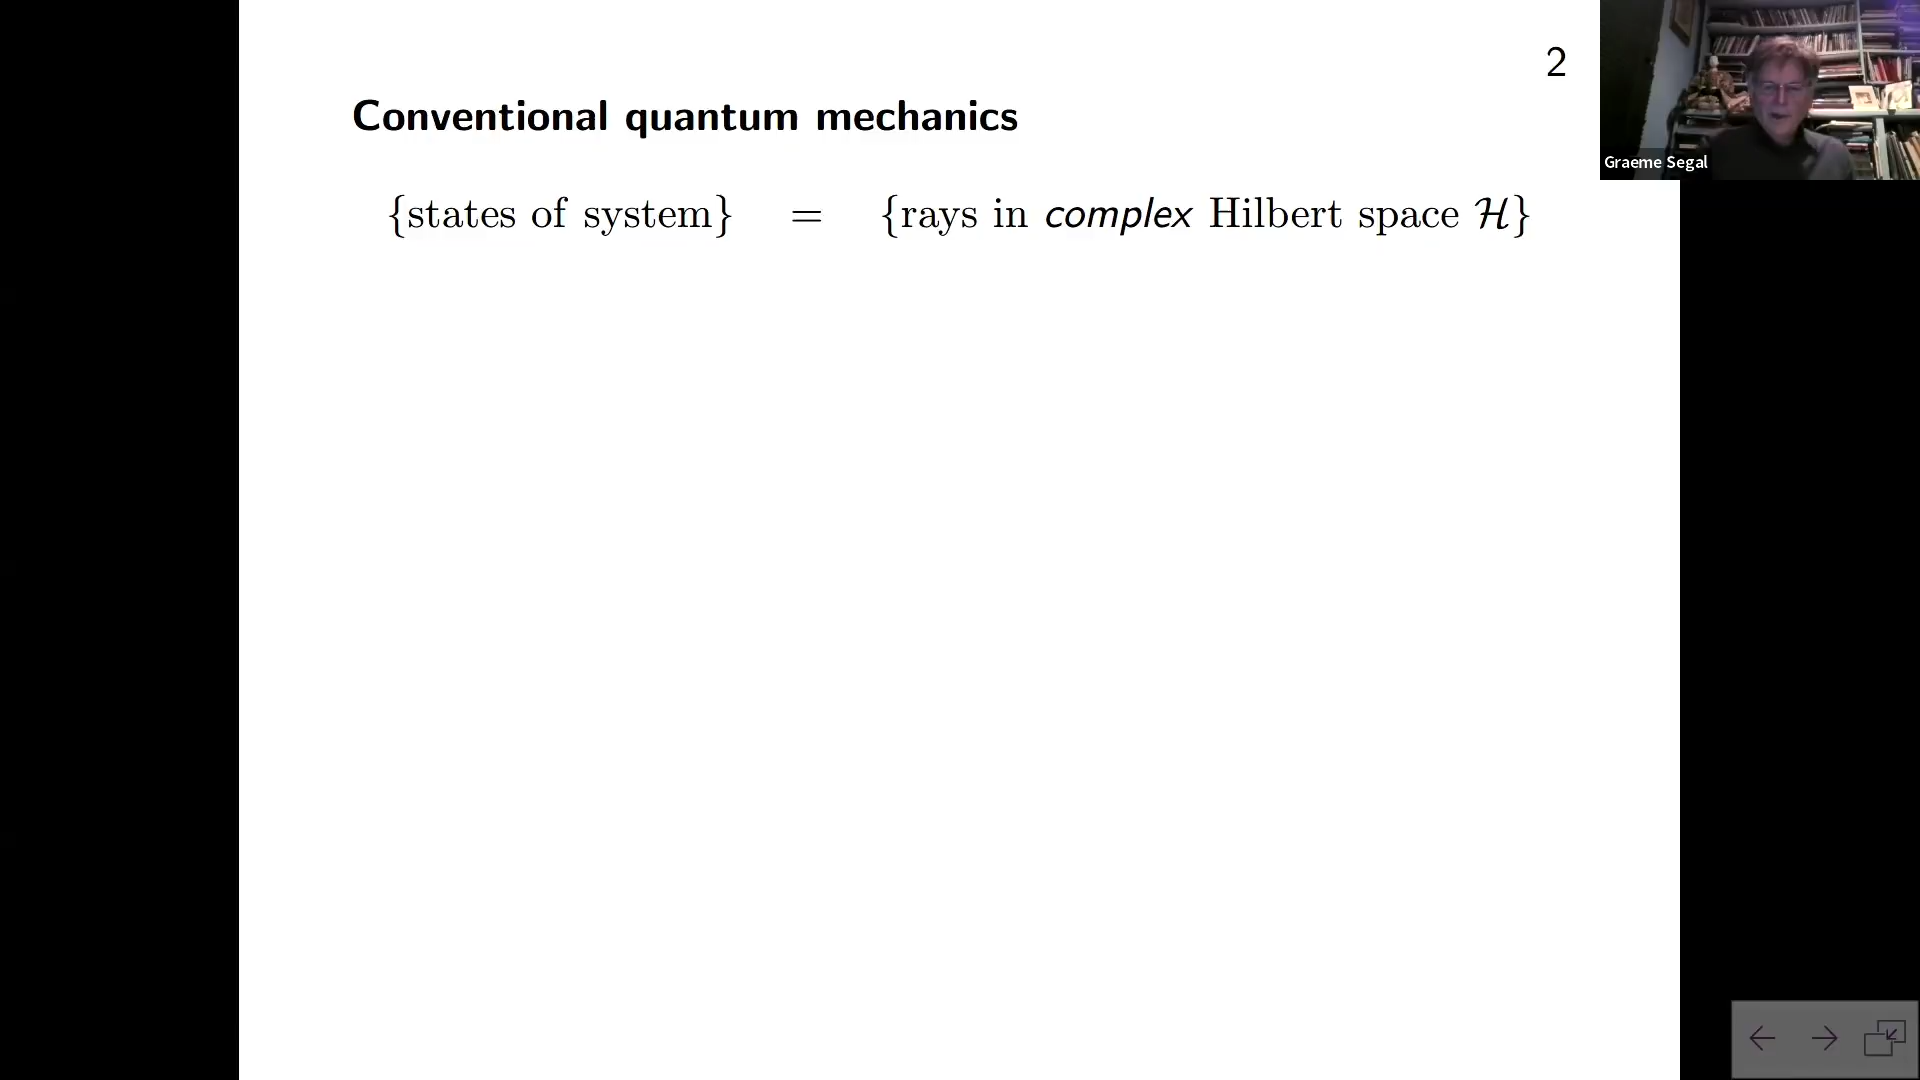 2
Conventional quantum mechanics
{states of system} = {rays in complex Hilbert space ℋ}
Graeme Segal